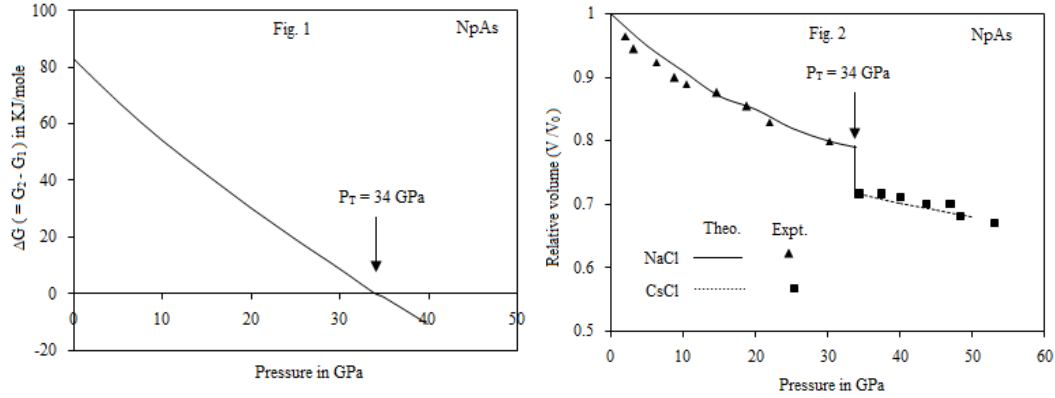 100
Fig. 1
NpAs
80
60
40
P_T = 34 GPa
20
0
0
10
20
30
40
50
-20
ΔG ( = G₂ - G₁ ) in KJ/mole
Pressure in GPa
1
Fig. 2
NpAs
P_T = 34 GPa
0.9
0.8
0.7
Theo.
Expt.
NaCl
0.6
CsCl
0.5
0
10
20
30
40
50
60
Relative volume (V /V₀)
Pressure in GPa